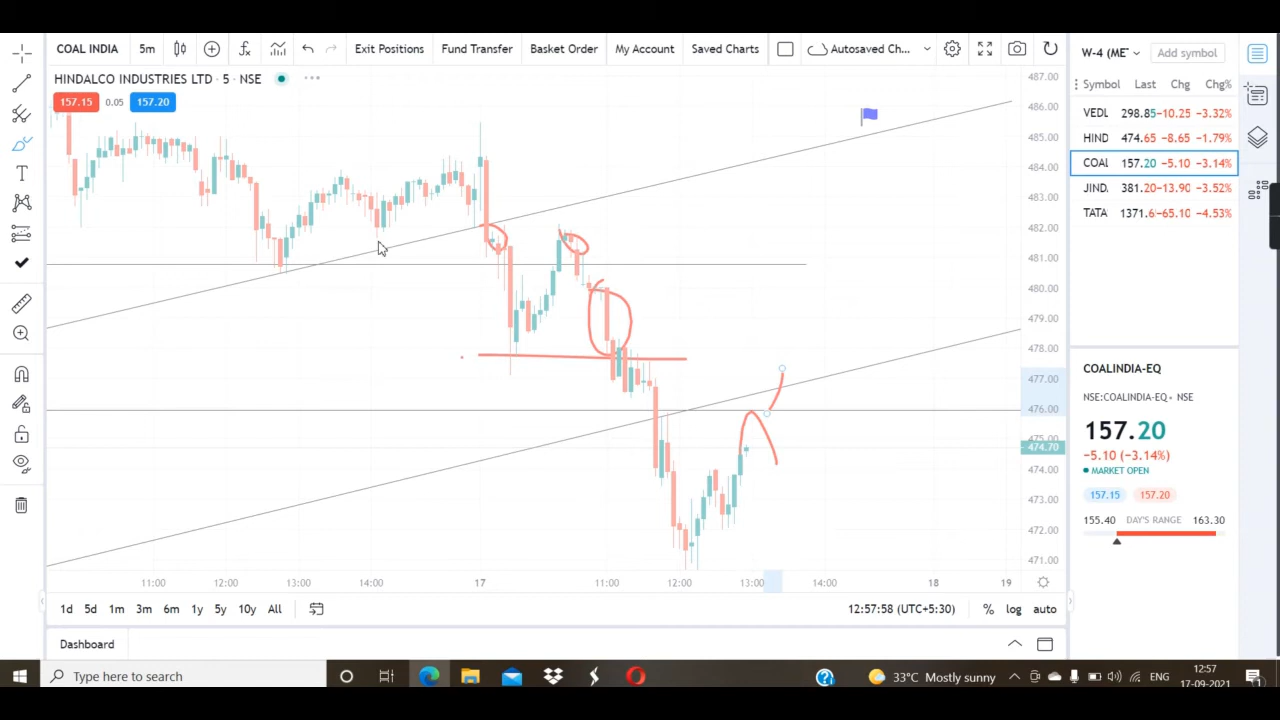 COAL INDIA 5m Exit Positions Fund Transfer Basket Order My Account Saved Charts Autosaved Ch... W-4 (ME Add symbol
HINDALCO INDUSTRIES LTD · 5 · NSE
157.15 0.05 157.20
Symbol Last Chg Chg%
VEDL 298.85 −10.25 −3.32%
HIND 474.65 −8.65 −1.79%
COAL 157.20 −5.10 −3.14%
JIND. 381.20 −13.90 −3.52%
TATA 1371.6 −65.10 −4.53%
487.00
486.00
485.00
484.00
483.00
482.00
481.00
480.00
479.00
478.00
477.00
476.00
475.00
474.70
474.00
473.00
472.00
471.00
COALINDIA-EQ
NSE:COALINDIA-EQ • NSE
157.20
−5.10 (−3.14%)
MARKET OPEN
157.15 157.20
155.40 DAY'S RANGE 163.30
11:00 12:00 13:00 14:00 17 11:00 12:00 13:00 14:00 18 19
1d 5d 1m 3m 6m 1y 5y 10y All 12:57:58 (UTC+5:30) % log auto
Dashboard
Type here to search 33°C Mostly sunny ENG 12:57
17-09-2021